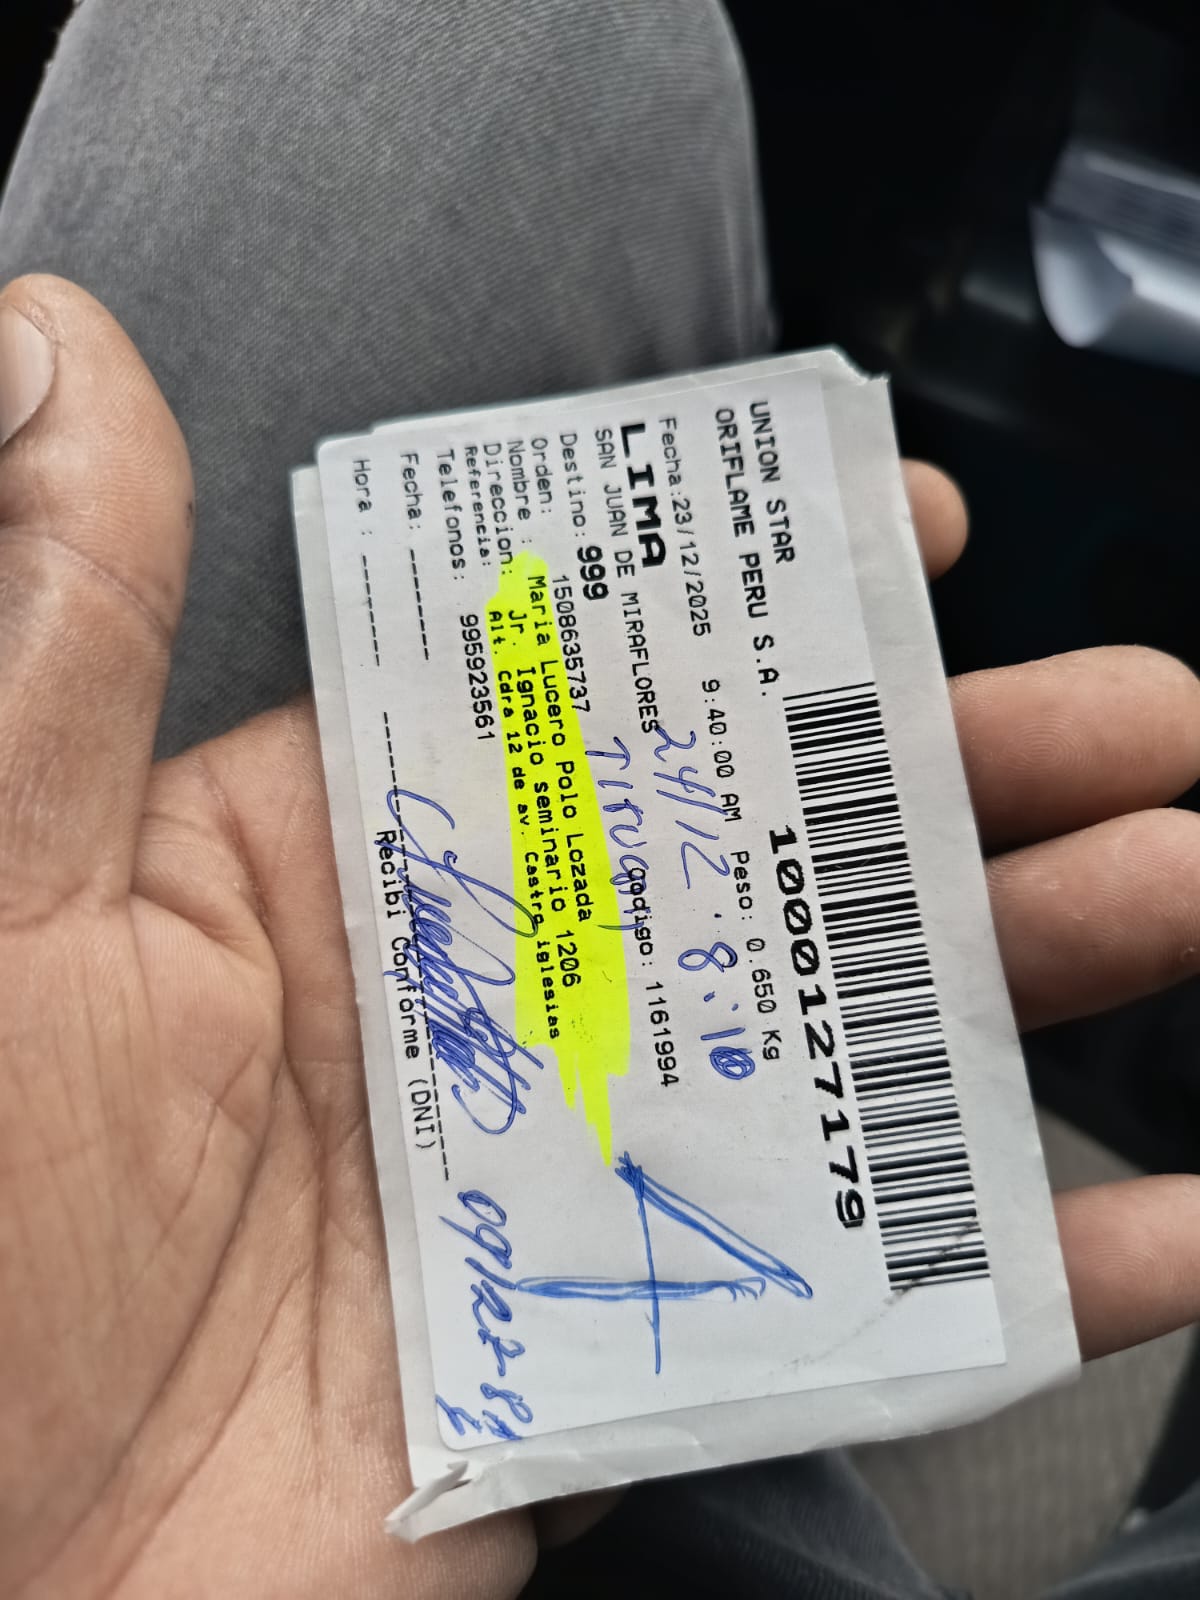 UNION STAR
ORIFLAME PERU S.A.
10001271179
Fecha:23/12/2025 9:40:00 AM Peso: 0.650 Kg
LIMA 24/12 . 8:10
SAN JUAN DE MIRAFLORES Codigo: 1161994
Destino: 999
Orden: 1508635737
Nombre : Maria Lucero Polo Lozada
Direccion: Jr. Ignacio seminario 1206
Referencia: Alt. Cdra 12 de av. Castro iglesias
Telefonos: 995923561
Fecha: -------
Hora : -------
Recibi Conforme (DNI)